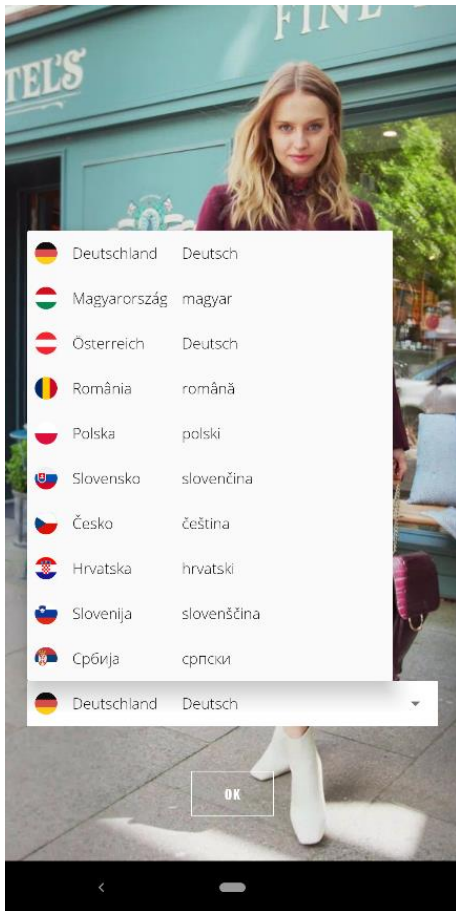 FINE
TEL'S
Deutschland Deutsch
Magyarország magyar
Österreich Deutsch
România română
Polska polski
Slovensko slovenčina
Česko čeština
Hrvatska hrvatski
Slovenija slovenščina
Србија српски
Deutschland Deutsch
OK